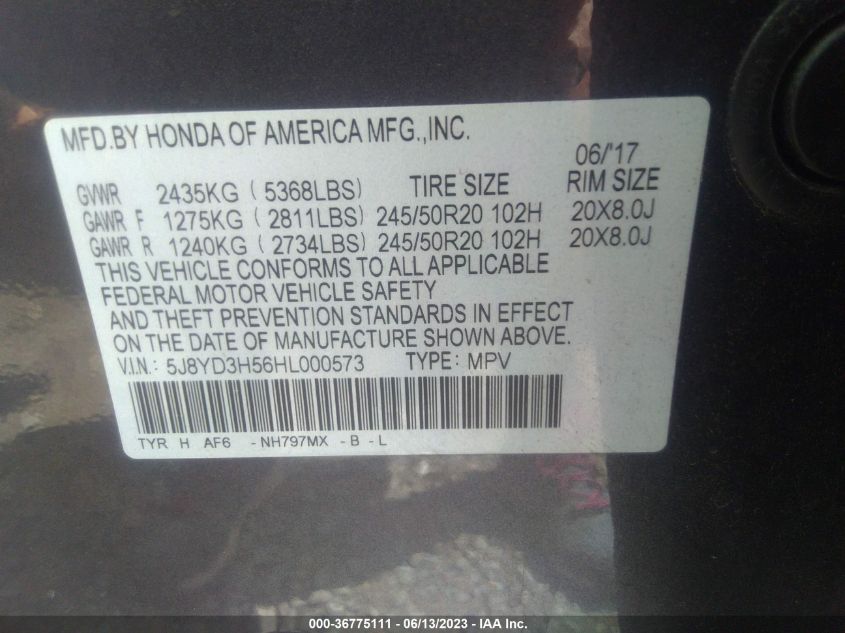 MFD.BY HONDA OF AMERICA MFG.,INC.
06/'17
GVWR 2435KG ( 5368LBS) TIRE SIZE RIM SIZE
GAWR F 1275KG ( 2811LBS) 245/50R20 102H 20X8.0J
GAWR R 1240KG ( 2734LBS) 245/50R20 102H 20X8.0J
THIS VEHICLE CONFORMS TO ALL APPLICABLE
FEDERAL MOTOR VEHICLE SAFETY
AND THEFT PREVENTION STANDARDS IN EFFECT
ON THE DATE OF MANUFACTURE SHOWN ABOVE.
V.I.N.: 5J8YD3H56HL000573 TYPE: MPV
TYR H AF6 - NH797MX - B - L
000-36775111 - 06/13/2023 - IAA Inc.